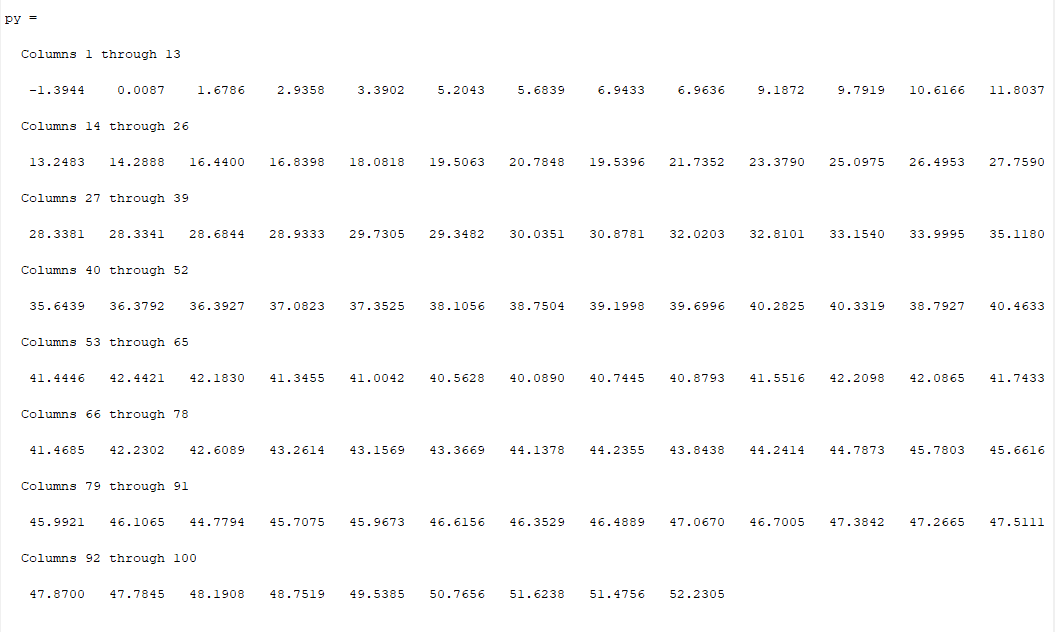 py =
Columns 1 through 13
-1.3944 0.0087 1.6786 2.9358 3.3902 5.2043 5.6839 6.9433 6.9636 9.1872 9.7919 10.6166 11.8037
Columns 14 through 26
13.2483 14.2888 16.4400 16.8398 18.0818 19.5063 20.7848 19.5396 21.7352 23.3790 25.0975 26.4953 27.7590
Columns 27 through 39
28.3381 28.3341 28.6844 28.9333 29.7305 29.3482 30.0351 30.8781 32.0203 32.8101 33.1540 33.9995 35.1180
Columns 40 through 52
35.6439 36.3792 36.3927 37.0823 37.3525 38.1056 38.7504 39.1998 39.6996 40.2825 40.3319 38.7927 40.4633
Columns 53 through 65
41.4446 42.4421 42.1830 41.3455 41.0042 40.5628 40.0890 40.7445 40.8793 41.5516 42.2098 42.0865 41.7433
Columns 66 through 78
41.4685 42.2302 42.6089 43.2614 43.1569 43.3669 44.1378 44.2355 43.8438 44.2414 44.7873 45.7803 45.6616
Columns 79 through 91
45.9921 46.1065 44.7794 45.7075 45.9673 46.6156 46.3529 46.4889 47.0670 46.7005 47.3842 47.2665 47.5111
Columns 92 through 100
47.8700 47.7845 48.1908 48.7519 49.5385 50.7656 51.6238 51.4756 52.2305